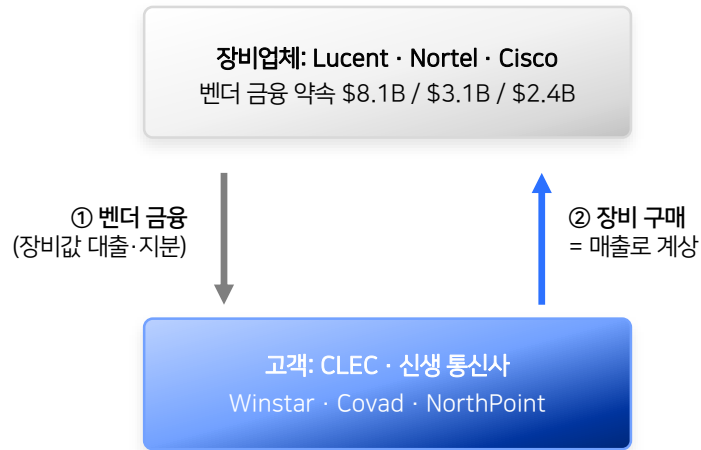 장비업체: Lucent · Nortel · Cisco
벤더 금융 약속 $8.1B / $3.1B / $2.4B
① 벤더 금융
(장비값 대출·지분)
② 장비 구매
= 매출로 계상
고객: CLEC · 신생 통신사
Winstar · Covad · NorthPoint